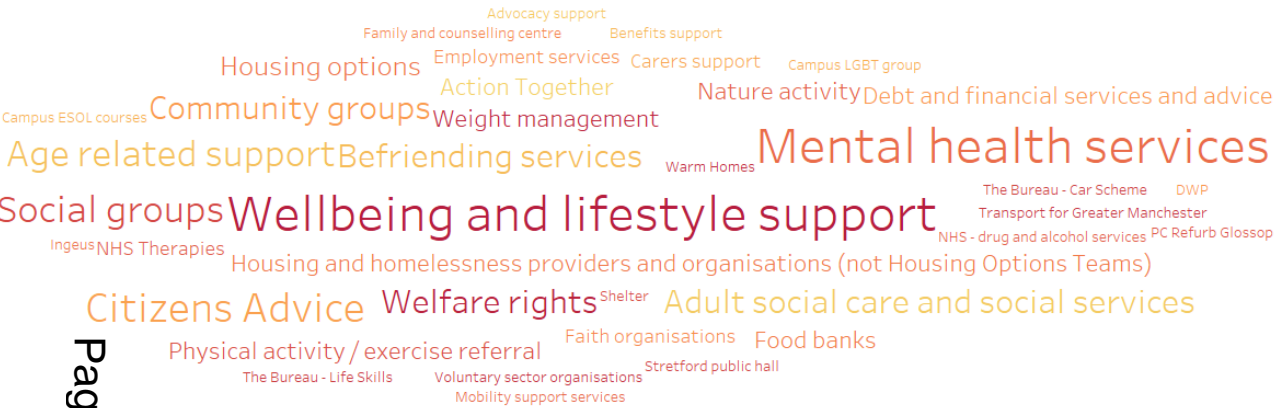 Advocacy support
Family and counselling centre
Benefits support
Housing options
Employment services
Carers support
Campus LGBT group
Action Together
Nature activity
Debt and financial services and advice
Campus ESOL courses
Community groups
Weight management
Age related support
Befriending services
Warm Homes
Mental health services
The Bureau - Car Scheme
DWP
Social groups
Wellbeing and lifestyle support
Transport for Greater Manchester
NHS - drug and alcohol services
PC Refurb Glossop
Ingeus
NHS Therapies
Housing and homelessness providers and organisations (not Housing Options Teams)
Citizens Advice
Welfare rights
Shelter
Adult social care and social services
Physical activity / exercise referral
Faith organisations
Food banks
The Bureau - Life Skills
Voluntary sector organisations
Stretford public hall
Mobility support services
Pag